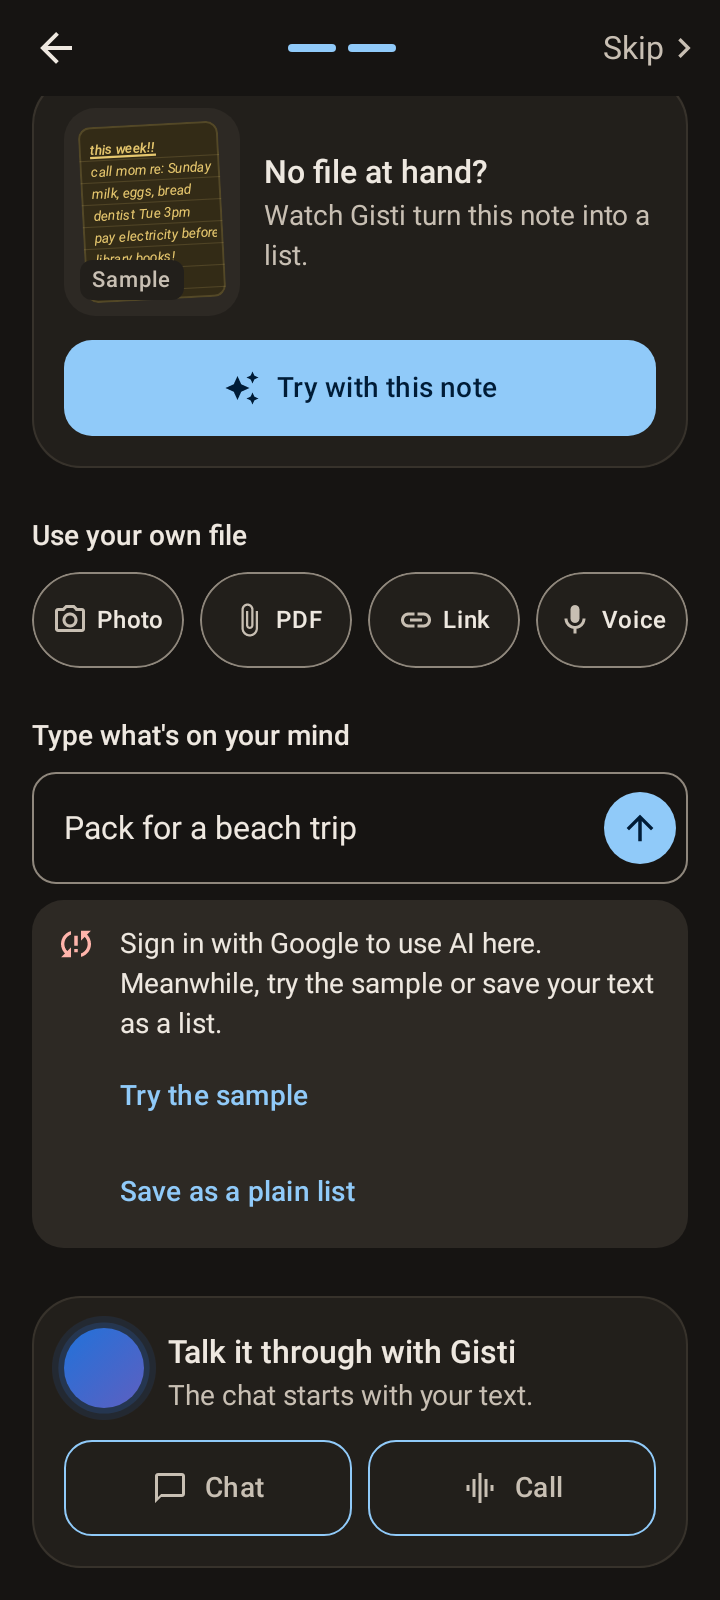 Skip
this week!!
call mom re: Sunday
milk, eggs, bread
dentist Tue 3pm
pay electricity before
library books!
Sample
No file at hand?
Watch Gisti turn this note into a
list.
Try with this note
Use your own file
Photo
PDF
Link
Voice
Type what's on your mind
Pack for a beach trip
Sign in with Google to use AI here.
Meanwhile, try the sample or save your text
as a list.
Try the sample
Save as a plain list
Talk it through with Gisti
The chat starts with your text.
Chat
Call